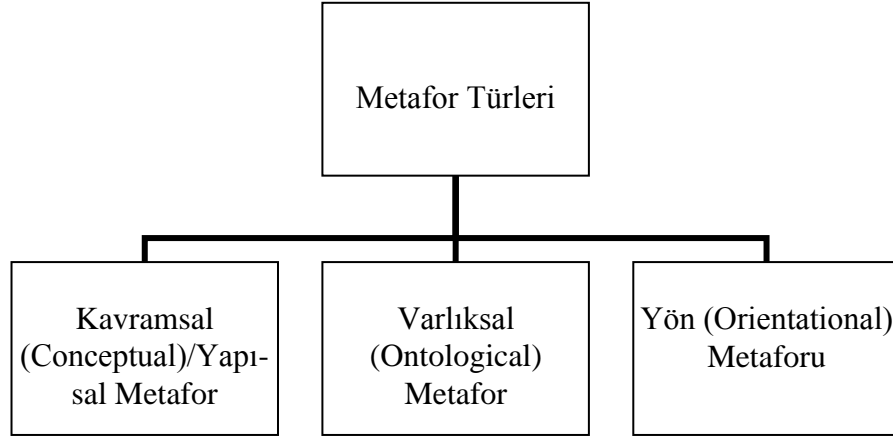 Metafor Türleri
Kavramsal
(Conceptual)/Yapı-
sal Metafor
Varlıksal
(Ontological)
Metafor
Yön (Orientational)
Metaforu